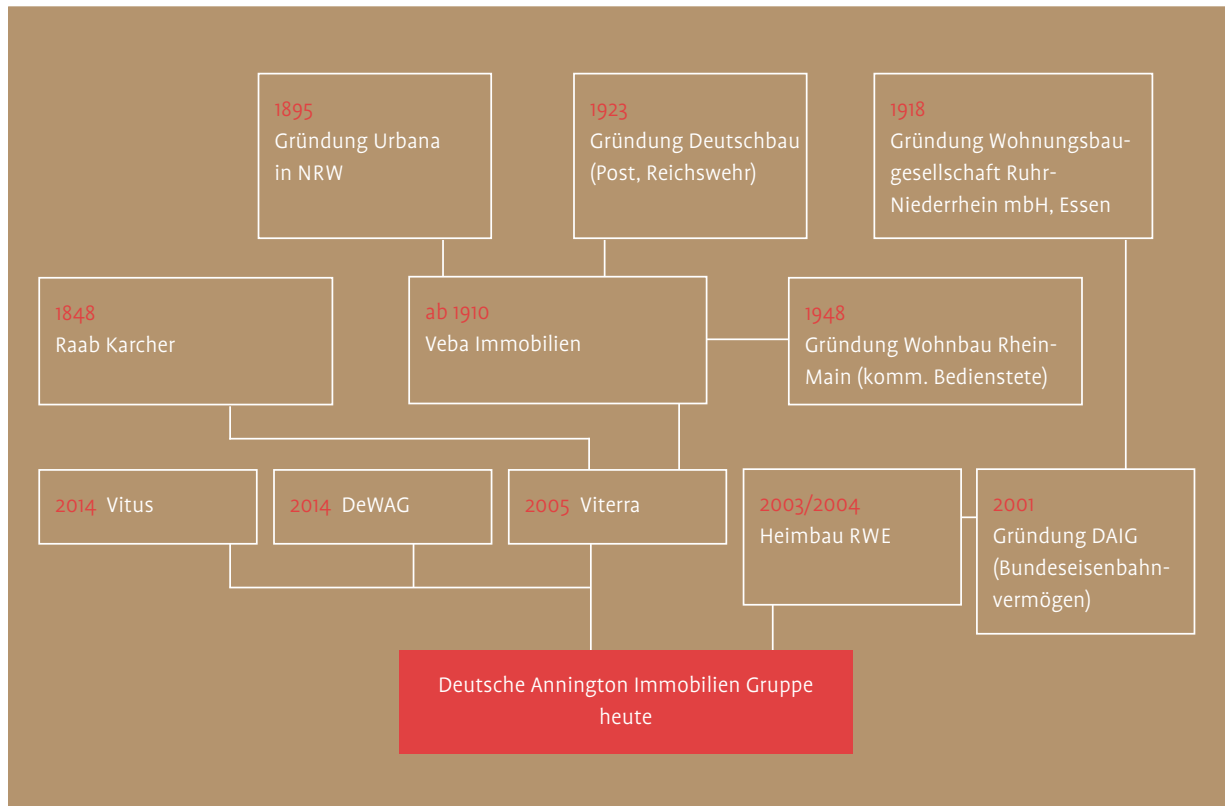 1895
Gründung Urbana
in NRW
1923
Gründung Deutschbau
(Post, Reichswehr)
1918
Gründung Wohnungsbau-
gesellschaft Ruhr-
Niederrhein mbH, Essen
1848
Raab Karcher
ab 1910
Veba Immobilien
1948
Gründung Wohnbau Rhein-
Main (komm. Bedienstete)
2014 Vitus
2014 DeWAG
2005 Viterra
2003/2004
Heimbau RWE
2001
Gründung DAIG
(Bundeseisenbahn-
vermögen)
Deutsche Annington Immobilien Gruppe
heute